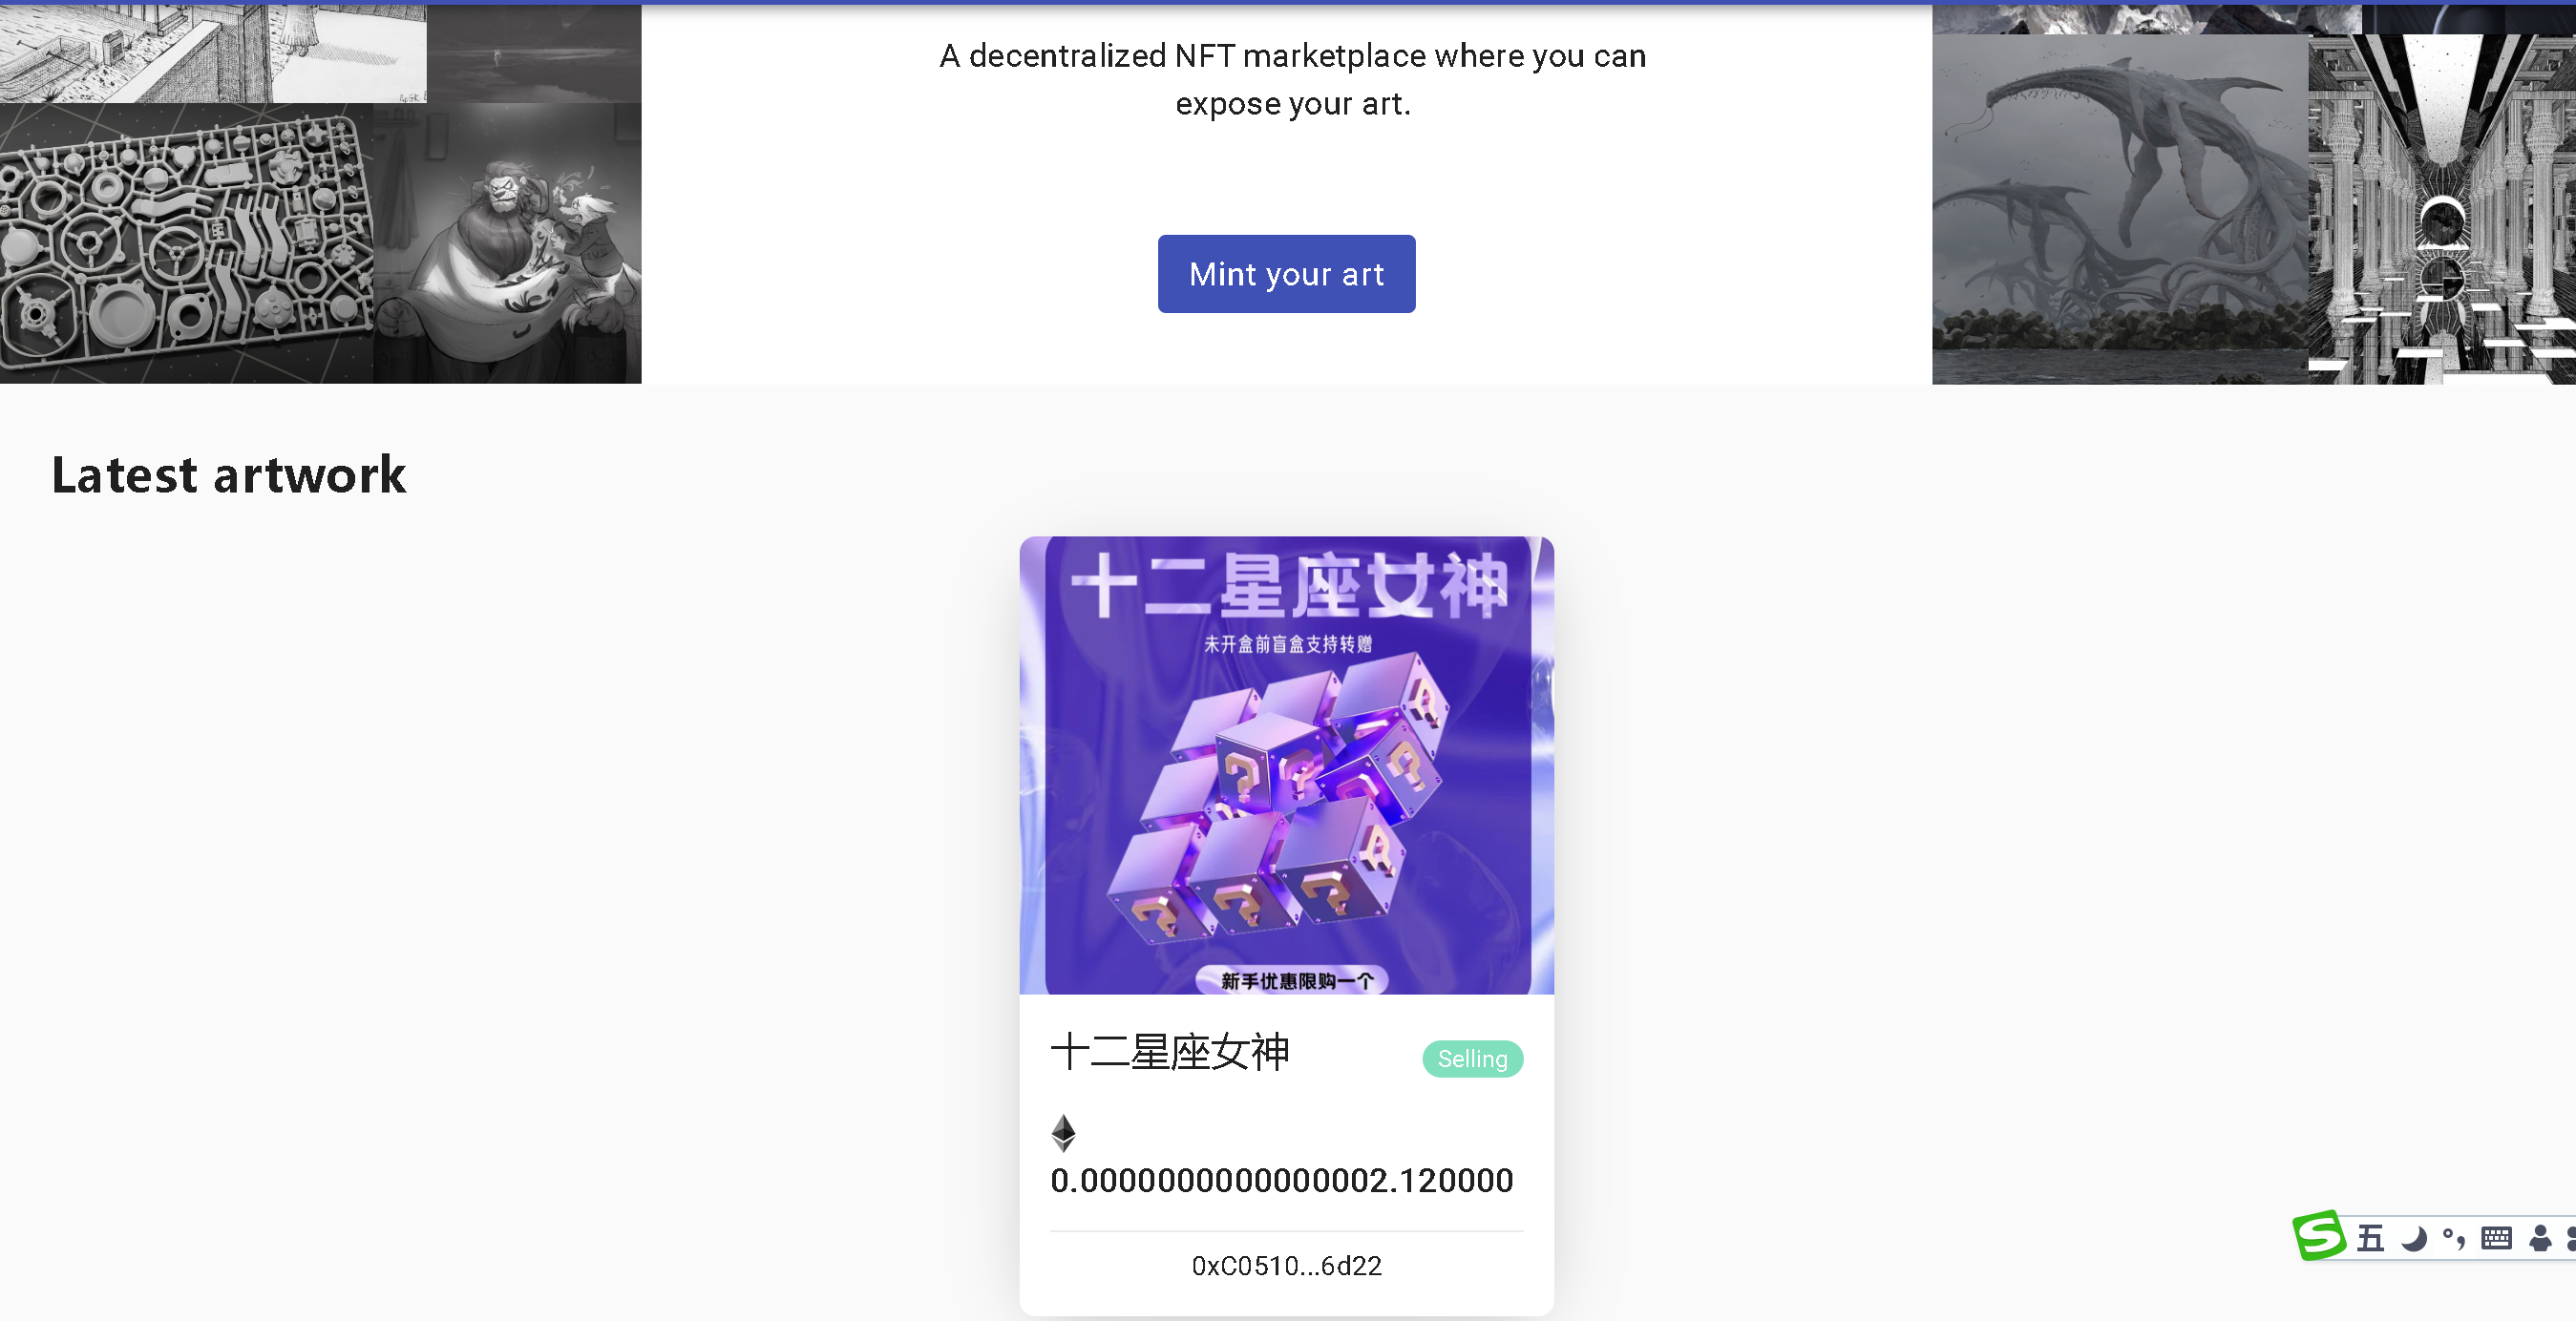 A decentralized NFT marketplace where you can
expose your art.
Mint your art
Latest artwork
十二星座女神
未开盒前盲盒支持转赠
新手优惠限购一个
十二星座女神
Selling
0.0000000000000002.120000
0xC0510...6d22
五